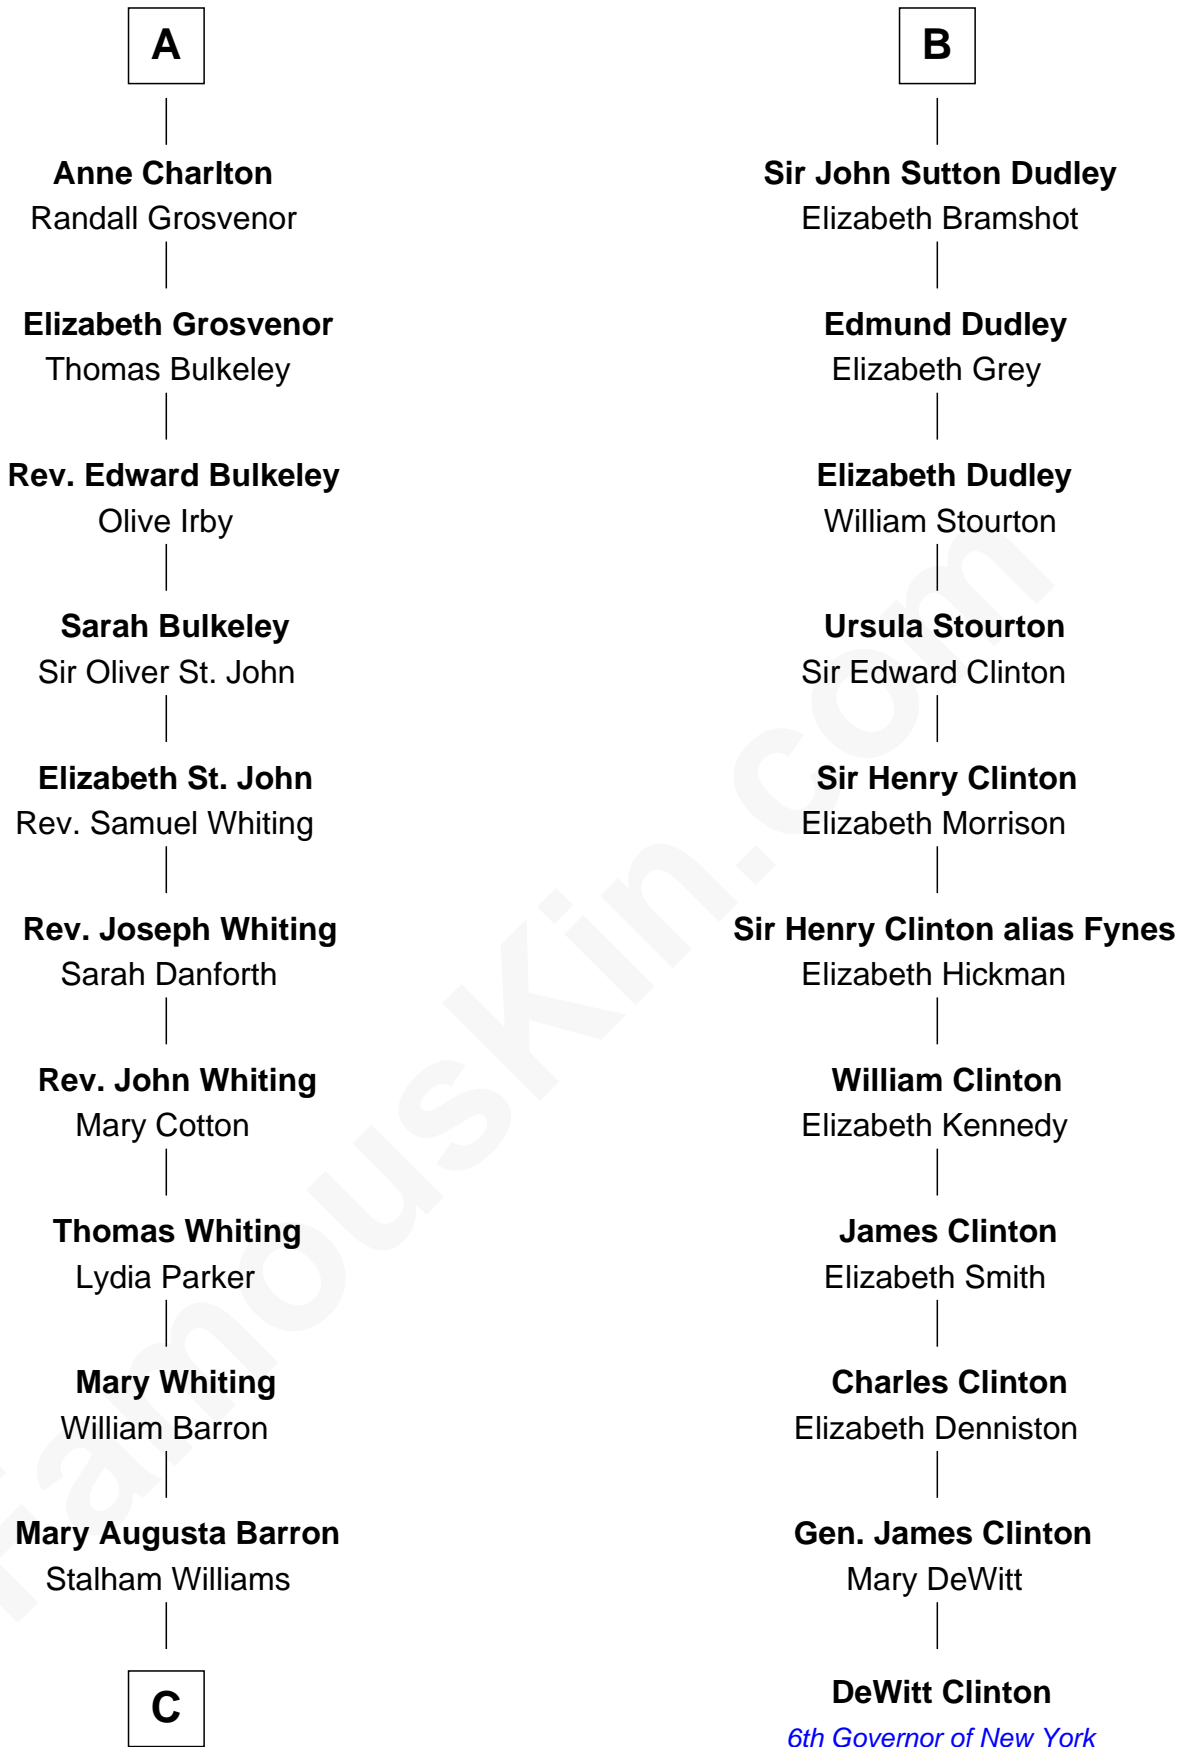 A
Anne Charlton
Randall Grosvenor
Elizabeth Grosvenor
Thomas Bulkeley
Rev. Edward Bulkeley
Olive Irby
Sarah Bulkeley
Sir Oliver St. John
Elizabeth St. John
Rev. Samuel Whiting
Rev. Joseph Whiting
Sarah Danforth
Rev. John Whiting
Mary Cotton
Thomas Whiting
Lydia Parker
Mary Whiting
William Barron
Mary Augusta Barron
Stalham Williams
C
B
Sir John Sutton Dudley
Elizabeth Bramshot
Edmund Dudley
Elizabeth Grey
Elizabeth Dudley
William Stourton
Ursula Stourton
Sir Edward Clinton
Sir Henry Clinton
Elizabeth Morrison
Sir Henry Clinton alias Fynes
Elizabeth Hickman
William Clinton
Elizabeth Kennedy
James Clinton
Elizabeth Smith
Charles Clinton
Elizabeth Denniston
Gen. James Clinton
Mary DeWitt
DeWitt Clinton
6th Governor of New York
FamousKin.com